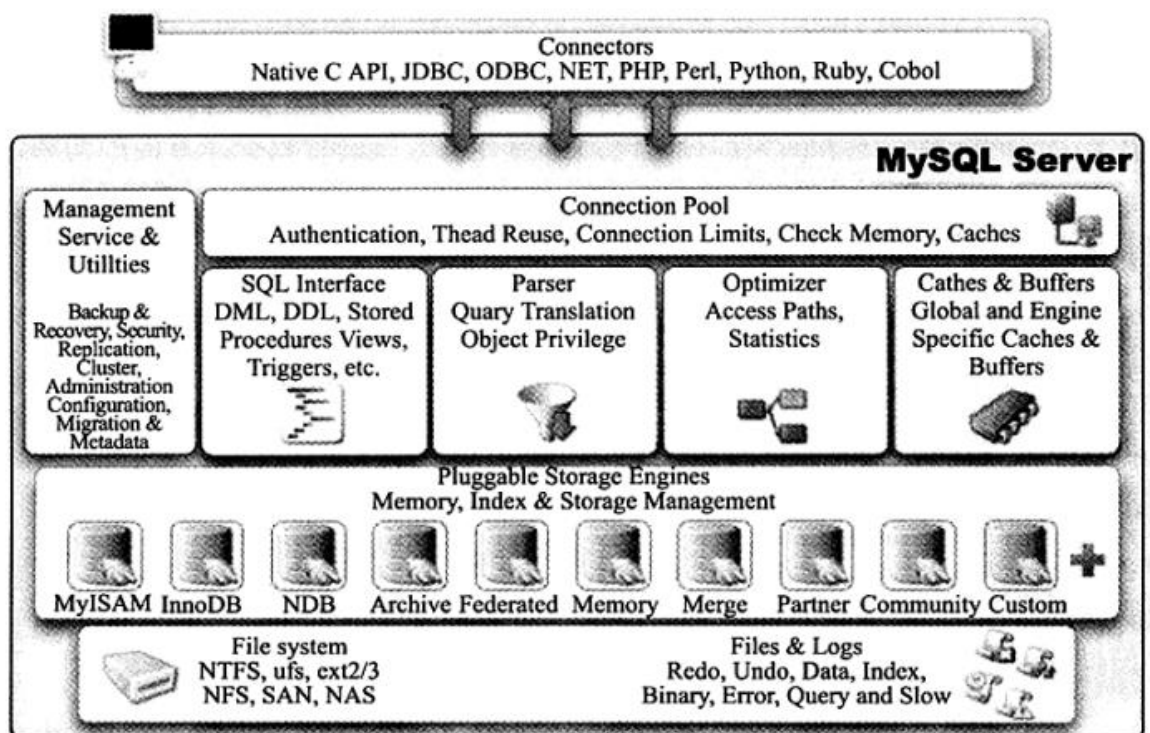 Connectors
Native C API, JDBC, ODBC, NET, PHP, Perl, Python, Ruby, Cobol
MySQL Server
Management
Service &
Utillties
Backup &
Recovery, Security,
Replication,
Cluster,
Administration
Configuration,
Migration &
Metadata
Connection Pool
Authentication, Thead Reuse, Connection Limits, Check Memory, Caches
SQL Interface
DML, DDL, Stored
Procedures Views,
Triggers, etc.
Parser
Quary Translation
Object Privilege
Optimizer
Access Paths,
Statistics
Cathes & Buffers
Global and Engine
Specific Caches &
Buffers
Pluggable Storage Engines
Memory, Index & Storage Management
MyISAM InnoDB NDB Archive Federated Memory Merge Partner Community Custom
File system
NTFS, ufs, ext2/3
NFS, SAN, NAS
Files & Logs
Redo, Undo, Data, Index,
Binary, Error, Query and Slow